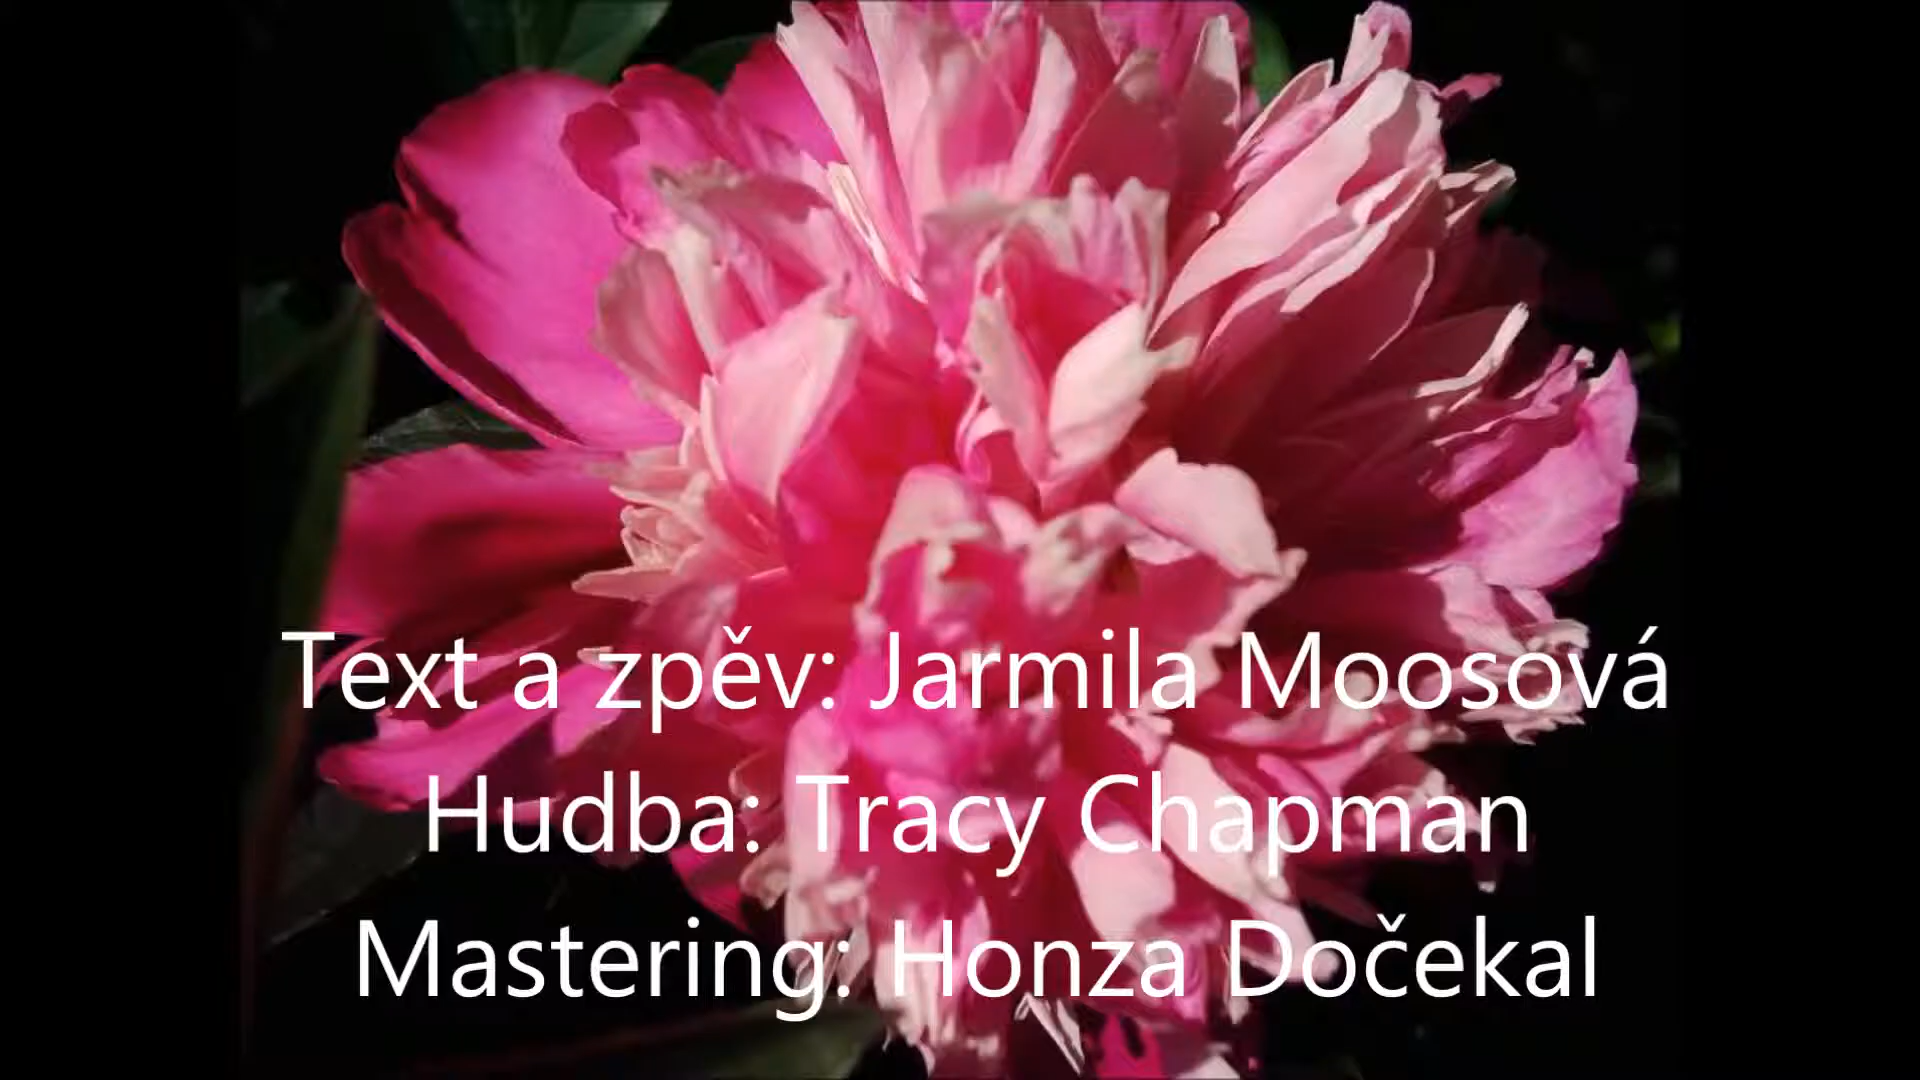 Text a zpěv: Jarmila Moosová
Hudba: Tracy Chapman
Mastering: Honza Dočekal